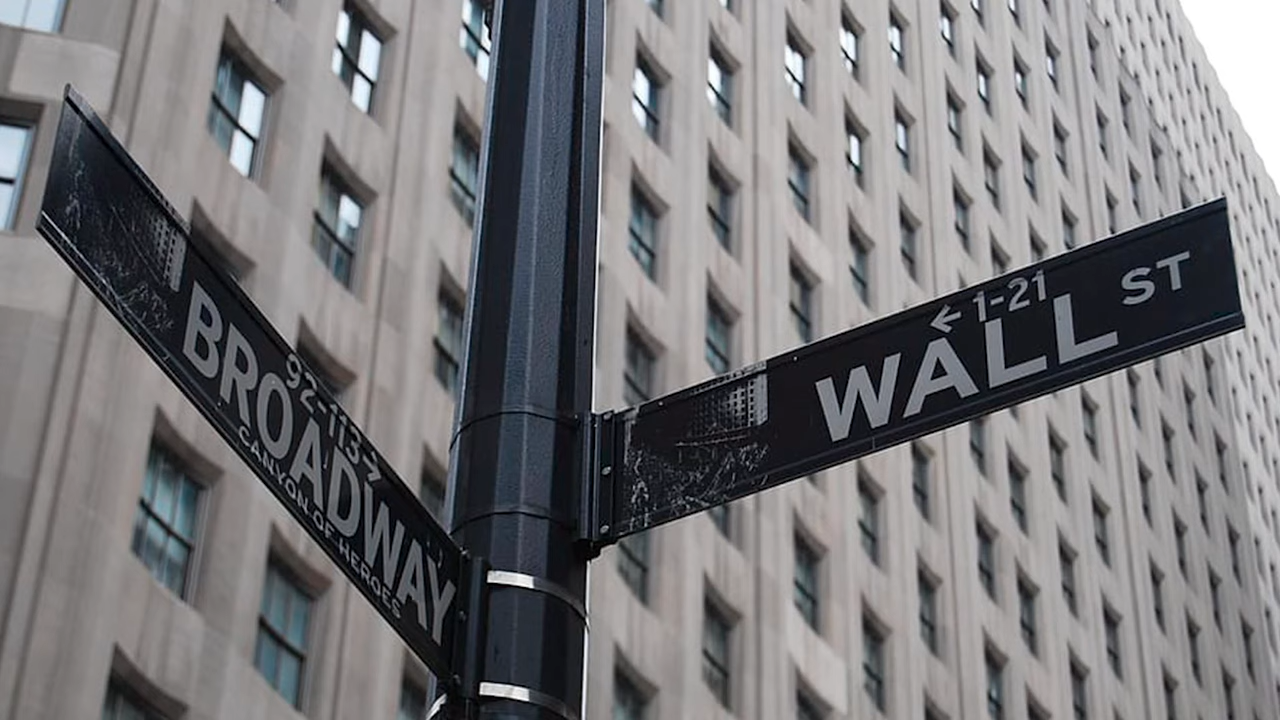 92-113→
BROADWAY
CANYON OF HEROES
←1-21
WALL ST